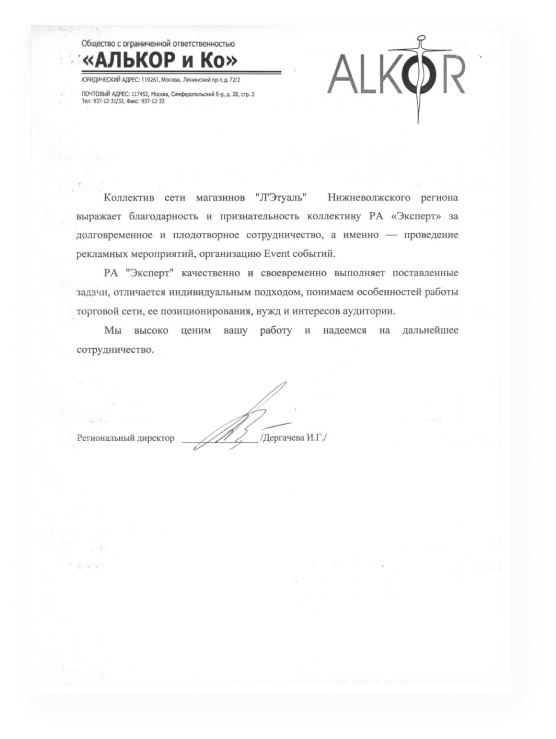 Общество с ограниченной ответственностью
«АЛЬКОР и Ко»
ЮРИДИЧЕСКИЙ АДРЕС: 119261, Москва, Ленинский пр-т, д. 72/2
ПОЧТОВЫЙ АДРЕС: 117452, Москва, Симферопольский б-р, д. 28, стр. 2
Тел: 937-12-31/32, Факс: 937-12-33
ALKOR
Коллектив сети магазинов "Л'Этуаль" Нижневолжского региона
выражает благодарность и признательность коллективу РА «Эксперт» за
долговременное и плодотворное сотрудничество, а именно — проведение
рекламных мероприятий, организацию Event событий.
РА "Эксперт" качественно и своевременно выполняет поставленные
задачи, отличается индивидуальным подходом, понимаем особенностей работы
торговой сети, ее позиционирования, нужд и интересов аудитории.
Мы высоко ценим вашу работу и надеемся на дальнейшее
сотрудничество.
Региональный директор /Дергачева И.Г./